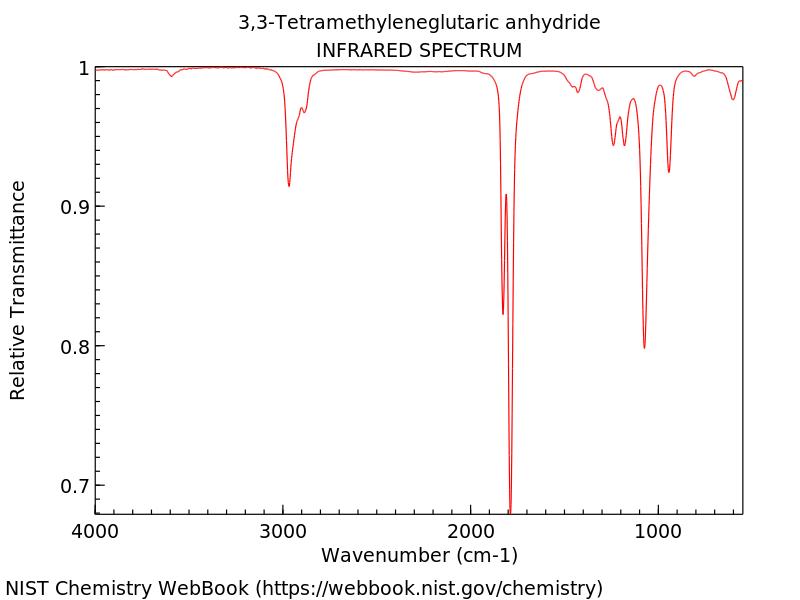 3,3-Tetramethyleneglutaric anhydride
INFRARED SPECTRUM
1
0.9
0.8
0.7
Relative Transmittance
4000 3000 2000 1000
Wavenumber (cm-1)
NIST Chemistry WebBook (https://webbook.nist.gov/chemistry)